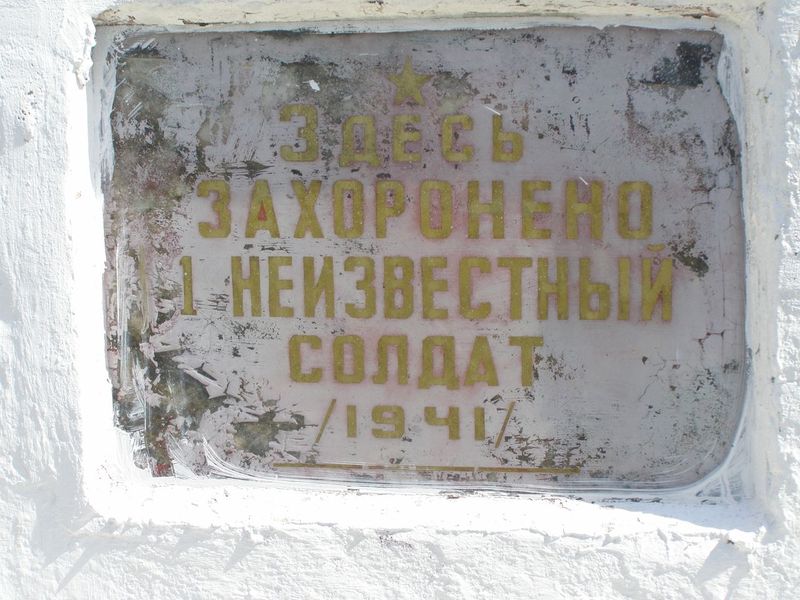 ЗДЕСЬ
ЗАХОРОНЕНО
1 НЕИЗВЕСТНЫЙ
СОЛДАТ
/1941/